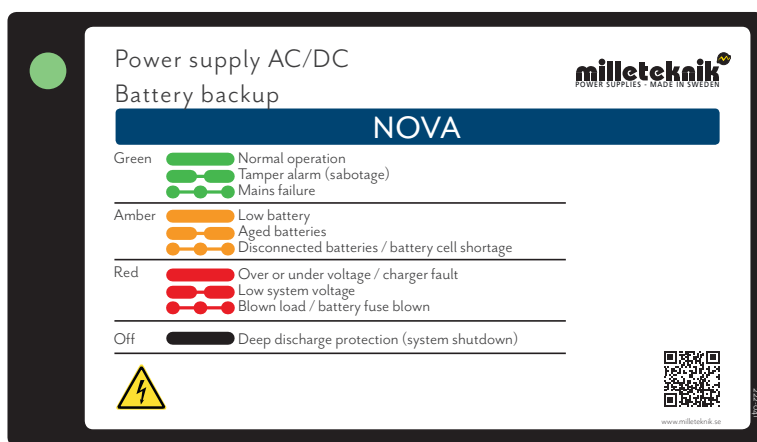 Power supply AC/DC
Battery backup
milleteknik
POWER SUPPLIES - MADE IN SWEDEN
NOVA
Green Normal operation
Tamper alarm (sabotage)
Mains failure
Amber Low battery
Aged batteries
Disconnected batteries / battery cell shortage
Red Over or under voltage / charger fault
Low system voltage
Blown load / battery fuse blown
Off Deep discharge protection (system shutdown)
www.milleteknik.se